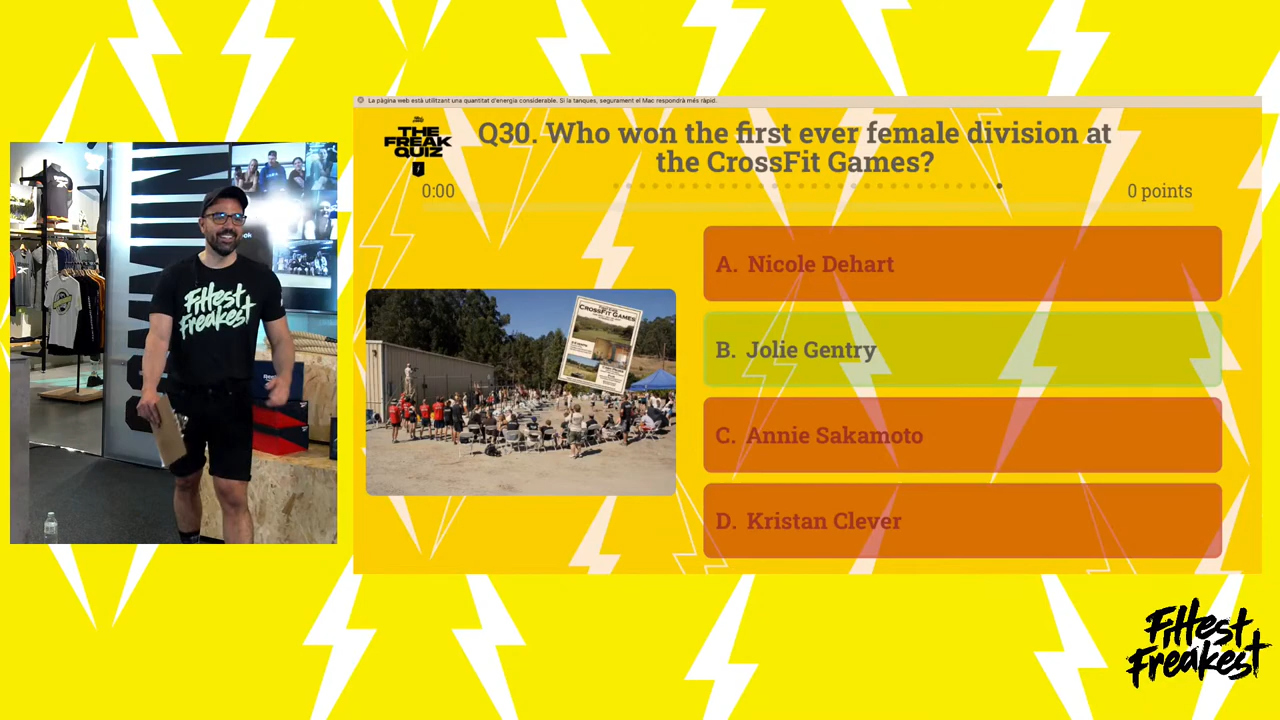 La pàgina web està utilitzant una quantitat d'energia considerable. Si la tanques, segurament el Mac respondrà més ràpid.
THE
FREAK
QUIZ
Q30. Who won the first ever female division at
the CrossFit Games?
0:00
0 points
A. Nicole Dehart
B. Jolie Gentry
C. Annie Sakamoto
D. Kristan Clever
CROSSFIT GAMES
COMMUN
Fittest
Freakest
Fittest
Freakest